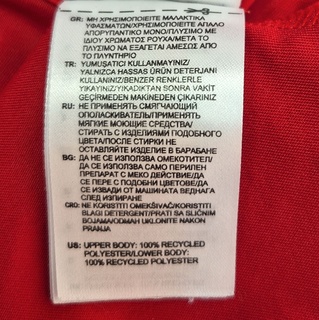 GR: ΜΗ ΧΡΗΣΙΜΟΠΟΙΕΙΤΕ ΜΑΛΑΚΤΙΚΑ
ΥΦΑΣΜΑΤΩΝ/ΧΡΗΣΙΜΟΠΟΙΕΙΤΕ ΑΠΑΛΟ
ΑΠΟΡΥΠΑΝΤΙΚΟ ΜΟΝΟ/ΠΛΥΣΙΜΟ ΜΕ
ΙΔΙΟΥ ΧΡΩΜΑΤΟΣ ΡΟΥΧΑ/ΜΕΤΑ ΤΟ
ΠΛΥΣΙΜΟ ΝΑ ΕΞΑΓΕΤΑΙ ΑΜΕΣΩΣ ΑΠΟ
ΤΟ ΠΛΥΝΤΗΡΙΟ
TR: YUMUŞATICI KULLANMAYINIZ/
YALNIZCA HASSAS ÜRÜN DETERJANI
KULLANINIZ/BENZER RENKLERLE
YIKAYINIZ/YIKADIKTAN SONRA VAKİT
GEÇİRMEDEN MAKİNEDEN ÇIKARINIZ
RU: НЕ ПРИМЕНЯТЬ СМЯГЧАЮЩИЙ
ОПОЛАСКИВАТЕЛЬ/ПРИМЕНЯТЬ
МЯГКИЕ МОЮЩИЕ СРЕДСТВА/
СТИРАТЬ С ИЗДЕЛИЯМИ ПОДОБНОГО
ЦВЕТА/ПОСЛЕ СТИРКИ НЕ
ОСТАВЛЯЙТЕ ИЗДЕЛИЕ В БАРАБАНЕ
BG: ДА НЕ СЕ ИЗПОЛЗВА ОМЕКОТИТЕЛ/
ДА СЕ ИЗПОЛЗВА САМО ПЕРИЛЕН
ПРЕПАРАТ С МЕКО ДЕЙСТВИЕ/ДА
СЕ ПЕРЕ С ПОДОБНИ ЦВЕТОВЕ/ДА
СЕ ИЗВАДИ ОТ МАШИНАТА ВЕДНАГА
СЛЕД ПРАНЕ
CRO: NE KORISTITI OMEKŠIVAČ/KORISTITI
BLAGI DETERGENT/PRATI SA SLIČNIM
BOJAMA/ODMAH UKLONITE NAKON
PRANJA
US: UPPER BODY: 100% RECYCLED
POLYESTER/LOWER BODY:
100% RECYCLED POLYESTER